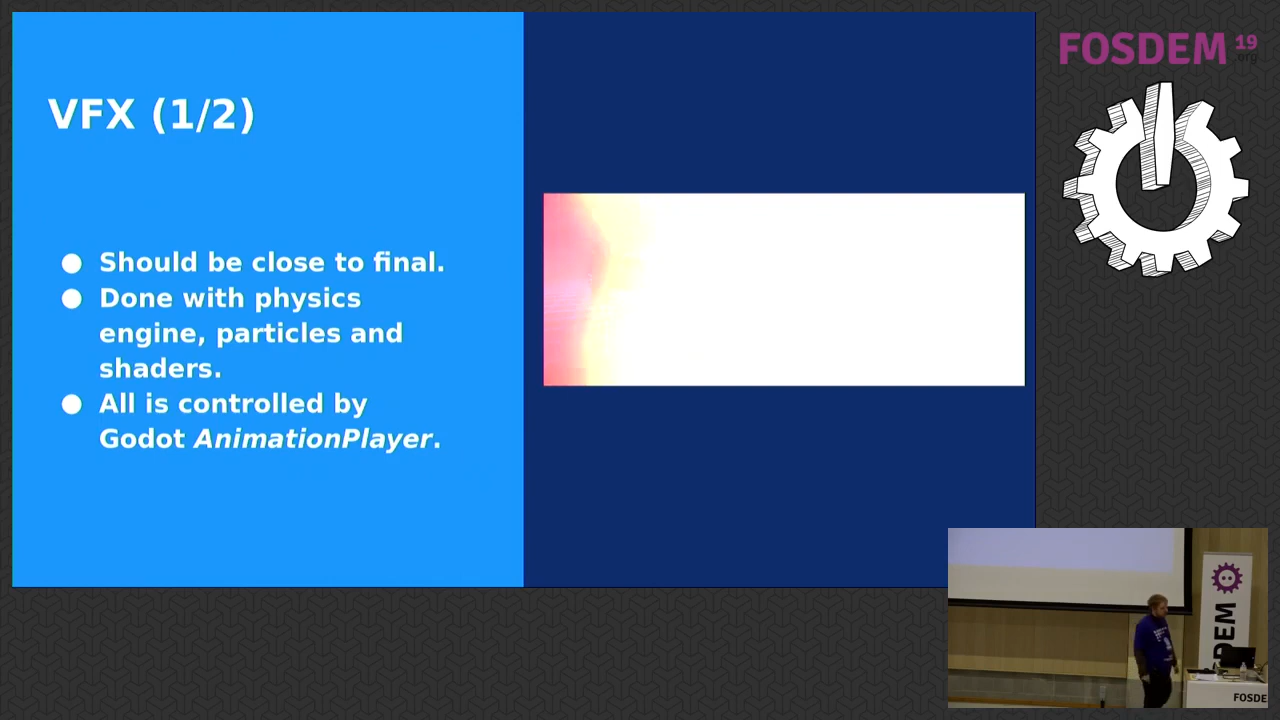 VFX (1/2)
● Should be close to final.
● Done with physics
engine, particles and
shaders.
● All is controlled by
Godot AnimationPlayer.
FOSDEM 19
.org
DEM
FOSDE